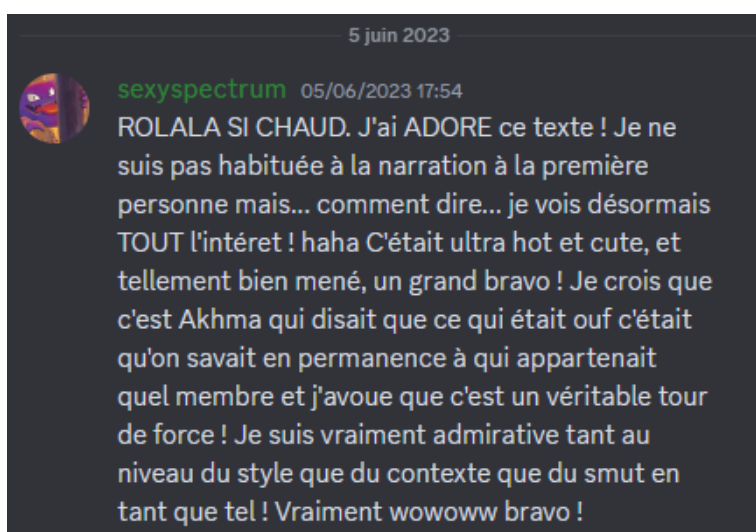 5 juin 2023
sexyspectrum 05/06/2023 17:54
ROLALA SI CHAUD. J'ai ADORE ce texte ! Je ne
suis pas habituée à la narration à la première
personne mais... comment dire... je vois désormais
TOUT l'intéret ! haha C'était ultra hot et cute, et
tellement bien mené, un grand bravo ! Je crois que
c'est Akhma qui disait que ce qui était ouf c'était
qu'on savait en permanence à qui appartenait
quel membre et j'avoue que c'est un véritable tour
de force ! Je suis vraiment admirative tant au
niveau du style que du contexte que du smut en
tant que tel ! Vraiment wowoww bravo !